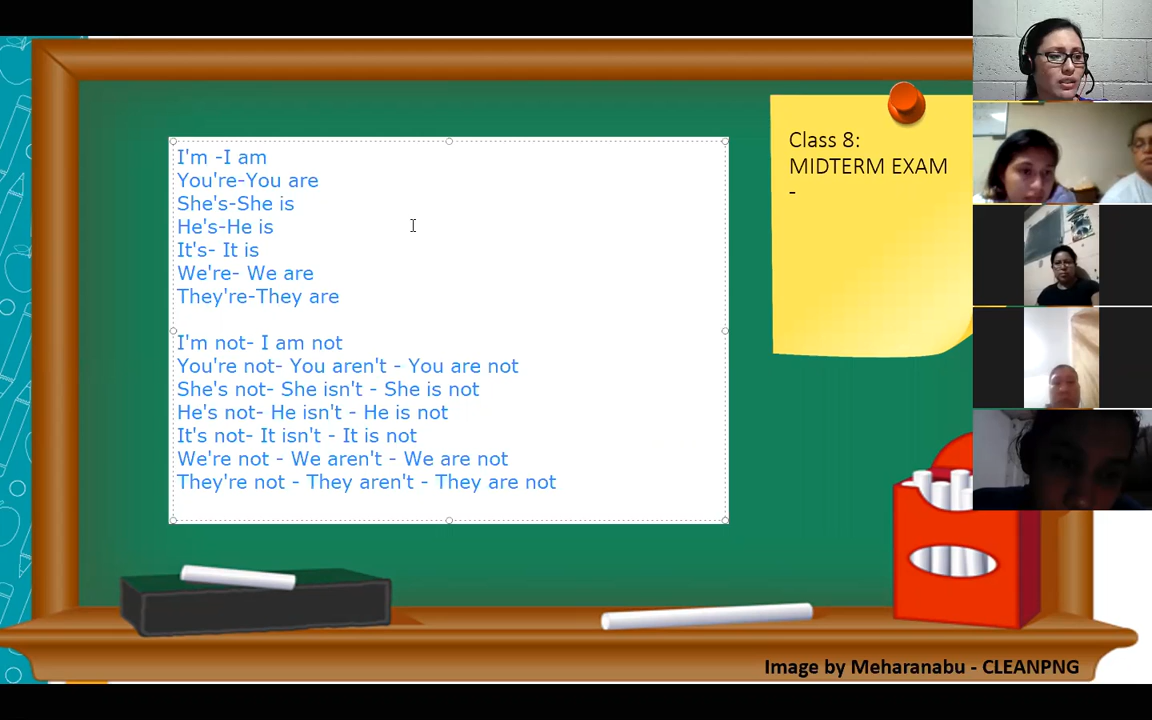 I'm -I am
You're-You are
She's-She is
He's-He is
It's- It is
We're- We are
They're-They are
I'm not- I am not
You're not- You aren't - You are not
She's not- She isn't - She is not
He's not- He isn't - He is not
It's not- It isn't - It is not
We're not - We aren't - We are not
They're not - They aren't - They are not
Class 8:
MIDTERM EXAM
-
Image by Meharanabu - CLEANPNG